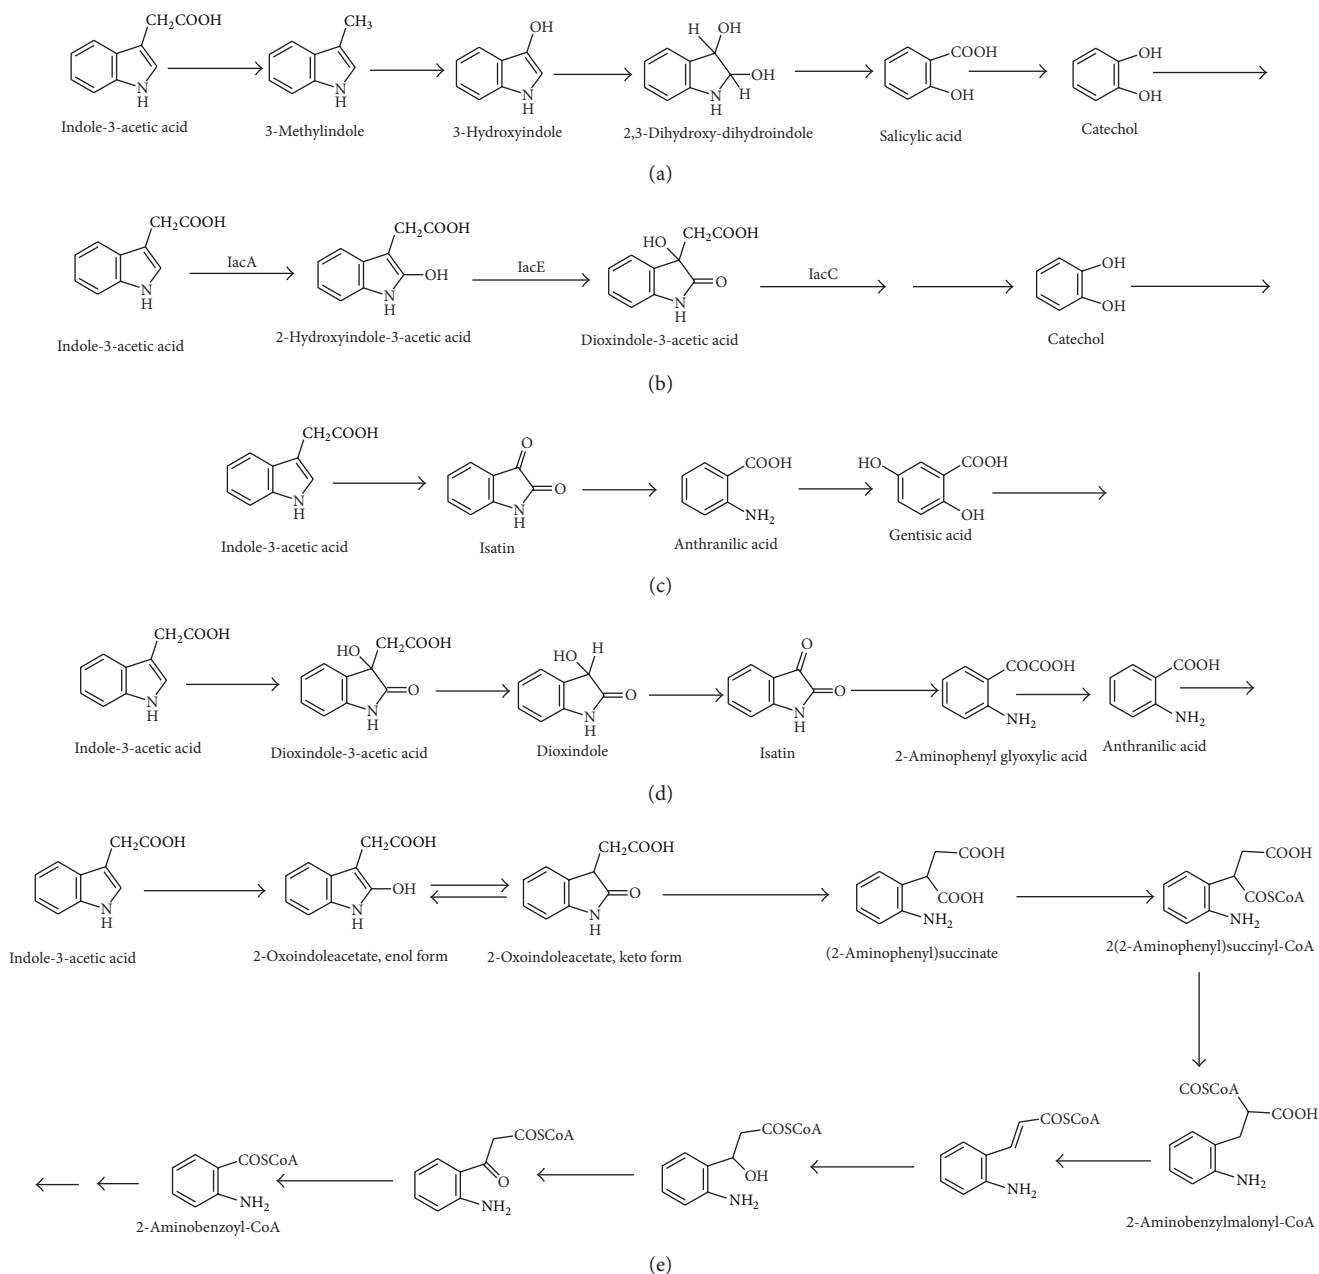 CH2COOH
CH3
OH
H OH
COOH
OH
OH
H
N
H
N
H
N
H
N
H
OH
OH
Indole-3-acetic acid
3-Methylindole
3-Hydroxyindole
2,3-Dihydroxy-dihydroindole
Salicylic acid
Catechol
(a)
CH2COOH
CH2COOH
HO CH2COOH
IacA
IacE
IacC
OH
O
OH
OH
N
H
N
H
N
H
Indole-3-acetic acid
2-Hydroxyindole-3-acetic acid
Dioxindole-3-acetic acid
Catechol
(b)
CH2COOH
O
COOH
HO
COOH
O
N
H
N
H
NH2
OH
Indole-3-acetic acid
Isatin
Anthranilic acid
Gentisic acid
(c)
CH2COOH
HO CH2COOH
HO H
O
COCOOH
COOH
O
O
O
N
H
N
H
N
H
N
H
NH2
NH2
Indole-3-acetic acid
Dioxindole-3-acetic acid
Dioxindole
Isatin
2-Aminophenyl glyoxylic acid
Anthranilic acid
(d)
CH2COOH
CH2COOH
CH2COOH
COOH
COOH
OH
O
COOH
COSCoA
N
H
N
H
N
H
NH2
NH2
Indole-3-acetic acid
2-Oxoindoleacetate, enol form
2-Oxoindoleacetate, keto form
(2-Aminophenyl)succinate
2(2-Aminophenyl)succinyl-CoA
COSCoA
COOH
COSCoA
COSCoA
COSCoA
COSCoA
O
OH
NH2
NH2
NH2
NH2
NH2
2-Aminobenzoyl-CoA
2-Aminobenzylmalonyl-CoA
(e)